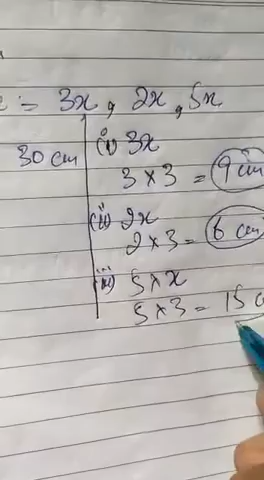 = 3x, 2x, 5x
30 cm
(i) 3x
3 × 3 = 9 cm
(ii) 2x
2 × 3 = 6 cm
(iii) 5 × x
5 × 3 = 15 c